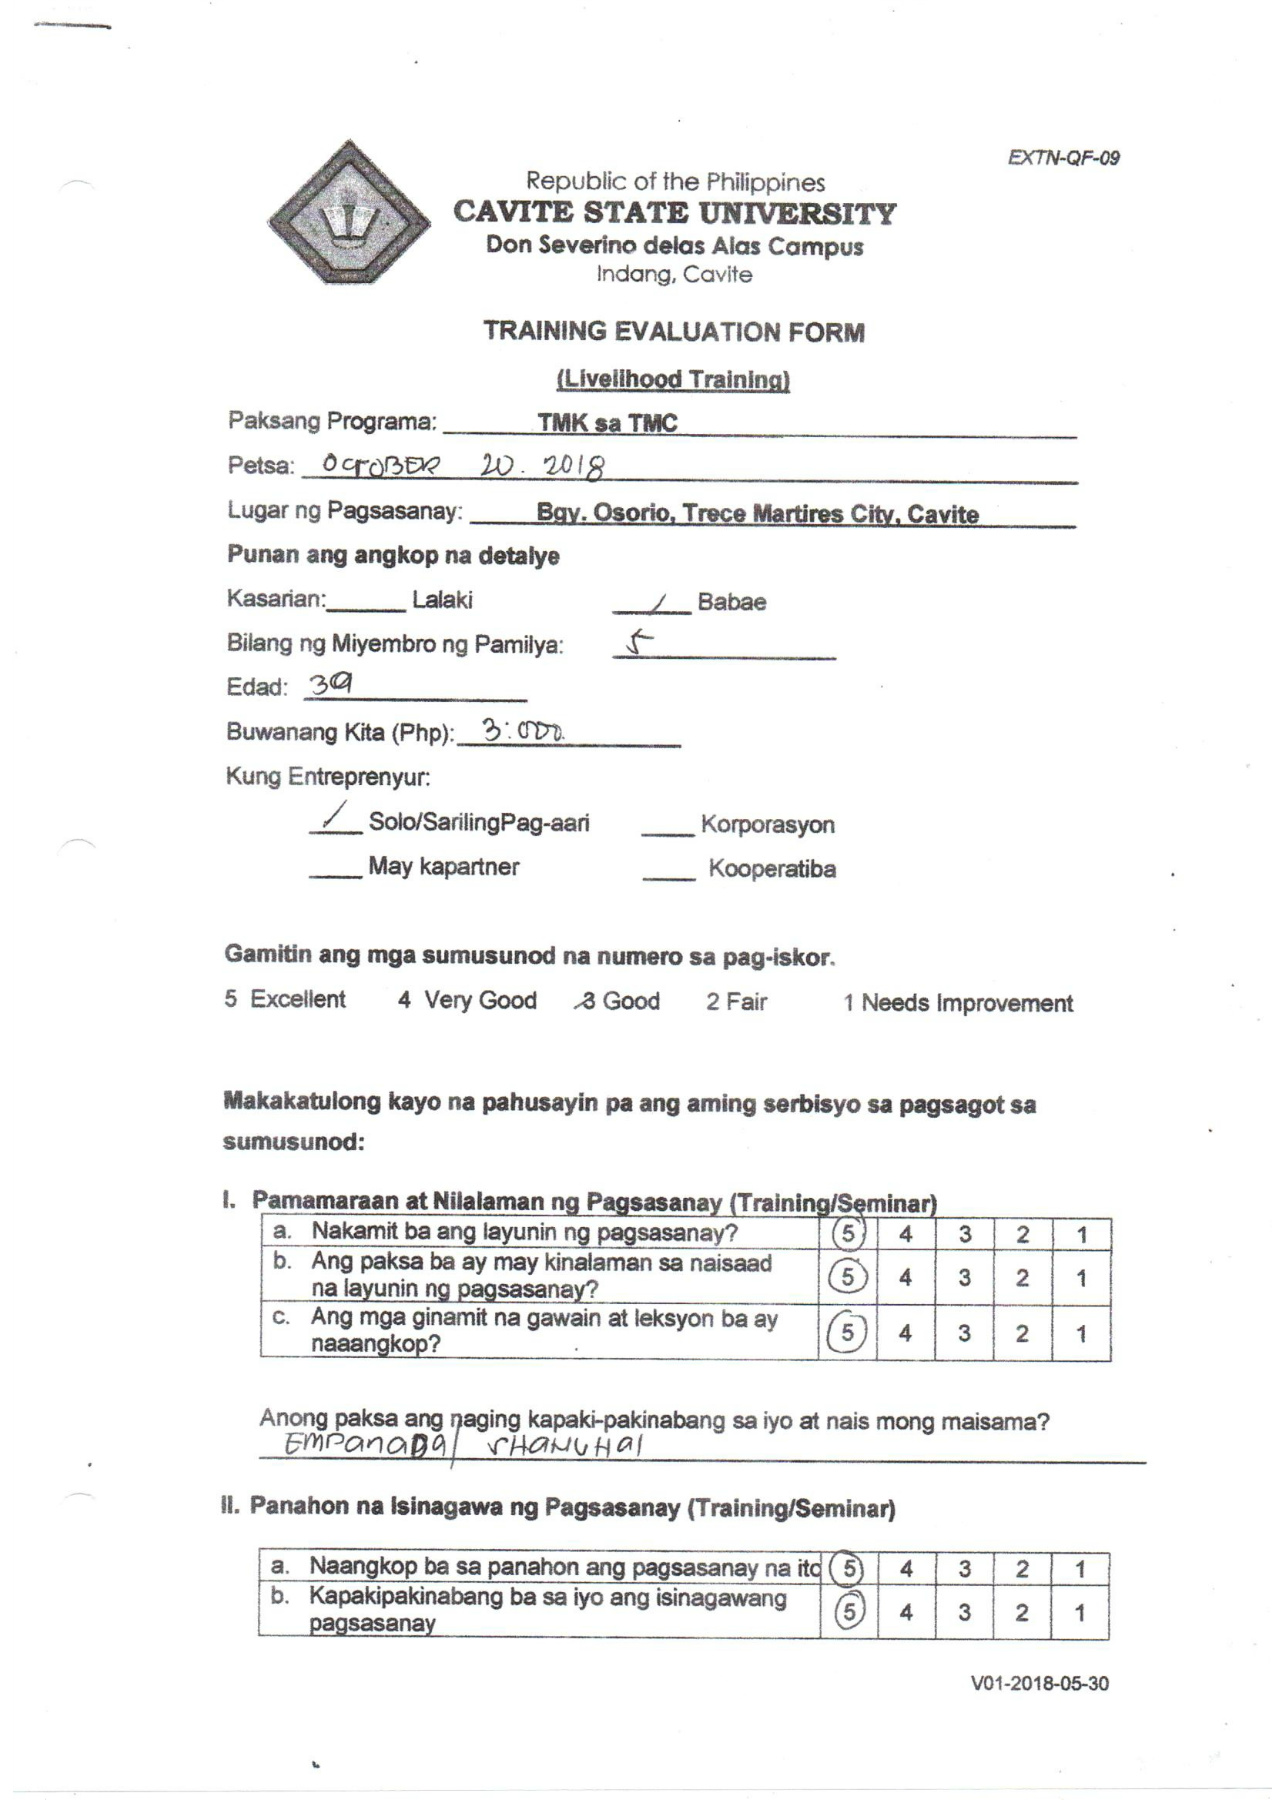 EXTN-QF-09
Republic of the Philippines
CAVITE STATE UNIVERSITY
Don Severino delas Alas Campus
Indang, Cavite
TRAINING EVALUATION FORM
(Livelihood Training)
Paksang Programa: TMK sa TMC
Petsa: OCTOBER 20. 2018
Lugar ng Pagsasanay: Bgy. Osorio, Trece Martires City, Cavite
Punan ang angkop na detalye
Kasarian: Lalaki / Babae
Bilang ng Miyembro ng Pamilya: 5
Edad: 39
Buwanang Kita (Php): 3:000.
Kung Entreprenyur:
/ Solo/SarilingPag-aari Korporasyon
May kapartner Kooperatiba
Gamitin ang mga sumusunod na numero sa pag-iskor.
5 Excellent 4 Very Good 3 Good 2 Fair 1 Needs Improvement
Makakatulong kayo na pahusayin pa ang aming serbisyo sa pagsagot sa
sumusunod:
I. Pamamaraan at Nilalaman ng Pagsasanay (Training/Seminar)
a. Nakamit ba ang layunin ng pagsasanay? 5 4 3 2 1
b. Ang paksa ba ay may kinalaman sa naisaad
na layunin ng pagsasanay? 5 4 3 2 1
c. Ang mga ginamit na gawain at leksyon ba ay
naaangkop? 5 4 3 2 1
Anong paksa ang naging kapaki-pakinabang sa iyo at nais mong maisama?
EMPANADA/ SHANGHAI
II. Panahon na Isinagawa ng Pagsasanay (Training/Seminar)
a. Naangkop ba sa panahon ang pagsasanay na ito 5 4 3 2 1
b. Kapakipakinabang ba sa iyo ang isinagawang
pagsasanay 5 4 3 2 1
V01-2018-05-30